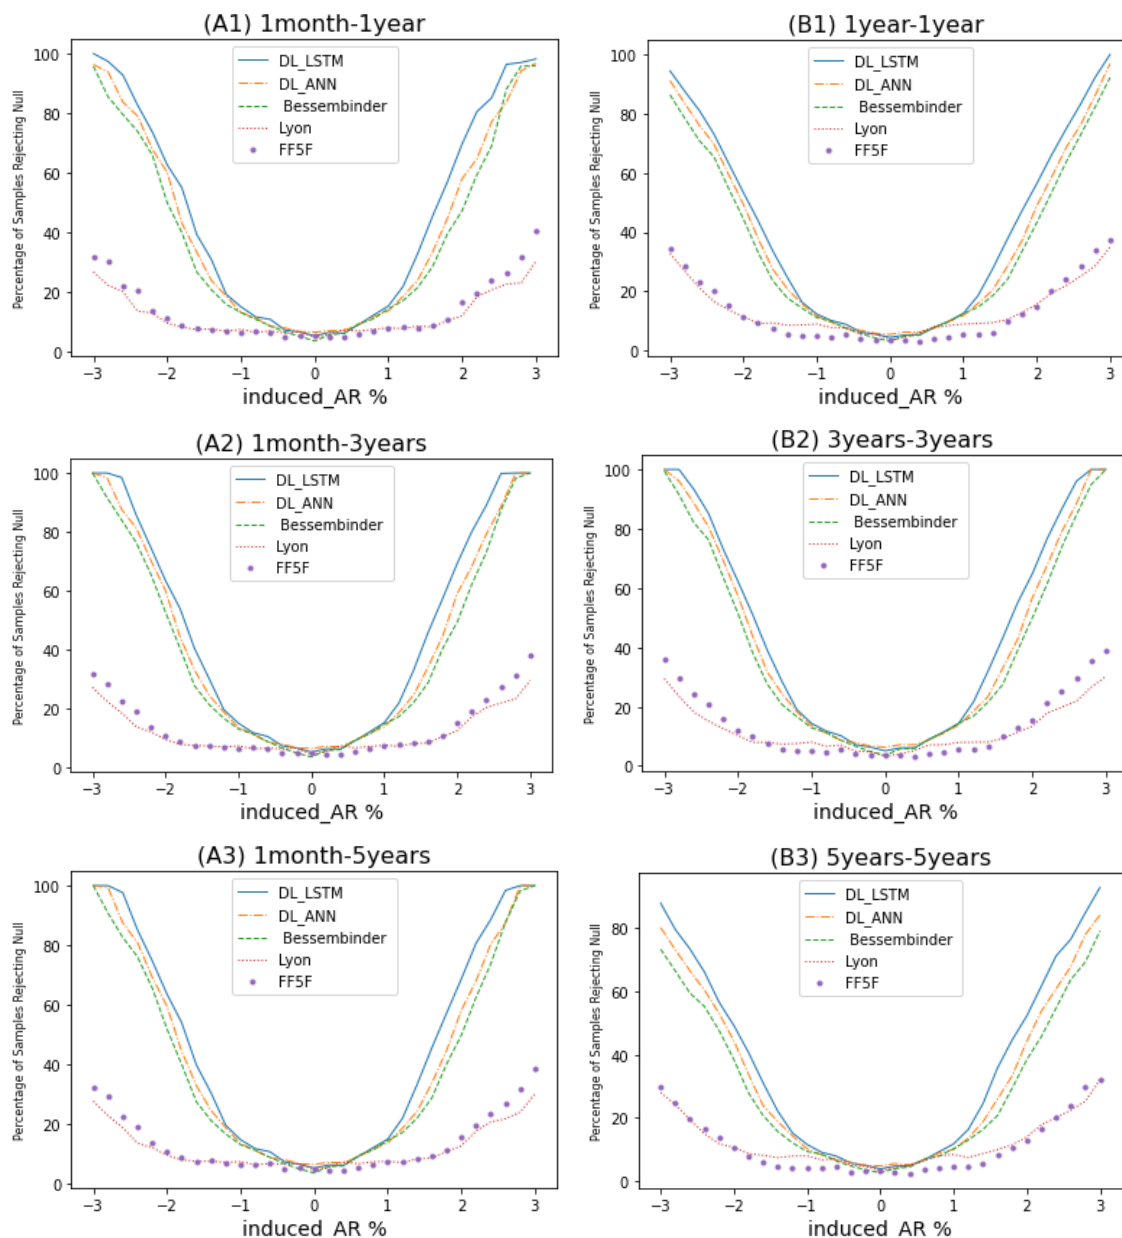 (A1) 1month-1year
Percentage of Samples Rejecting Null
100
80
60
40
20
0
DL_LSTM
DL_ANN
Bessembinder
Lyon
FF5F
−3
−2
−1
0
1
2
3
induced_AR %
(B1) 1year-1year
Percentage of Samples Rejecting Null
100
80
60
40
20
0
DL_LSTM
DL_ANN
Bessembinder
Lyon
FF5F
−3
−2
−1
0
1
2
3
induced_AR %
(A2) 1month-3years
Percentage of Samples Rejecting Null
100
80
60
40
20
0
DL_LSTM
DL_ANN
Bessembinder
Lyon
FF5F
−3
−2
−1
0
1
2
3
induced_AR %
(B2) 3years-3years
Percentage of Samples Rejecting Null
100
80
60
40
20
0
DL_LSTM
DL_ANN
Bessembinder
Lyon
FF5F
−3
−2
−1
0
1
2
3
induced_AR %
(A3) 1month-5years
Percentage of Samples Rejecting Null
100
80
60
40
20
0
DL_LSTM
DL_ANN
Bessembinder
Lyon
FF5F
−3
−2
−1
0
1
2
3
induced_AR %
(B3) 5years-5years
Percentage of Samples Rejecting Null
80
60
40
20
0
DL_LSTM
DL_ANN
Bessembinder
Lyon
FF5F
−3
−2
−1
0
1
2
3
induced_AR %